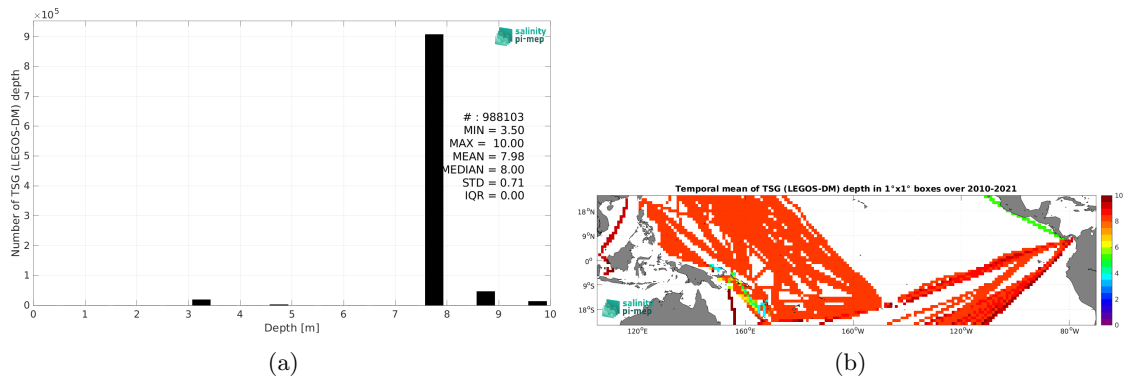 ×10⁵
9
8
7
6
5
4
3
2
1
0
Number of TSG (LEGOS-DM) depth
salinity
pi-mep
# : 988103
MIN = 3.50
MAX = 10.00
MEAN = 7.98
MEDIAN = 8.00
STD = 0.71
IQR = 0.00
0 1 2 3 4 5 6 7 8 9 10
Depth [m]
(a)
Temporal mean of TSG (LEGOS-DM) depth in 1°x1° boxes over 2010-2021
18°N
9°N
0°
9°S
18°S
salinity
pi-mep
120°E 160°E 160°W 120°W 80°W
10
8
6
4
2
0
(b)